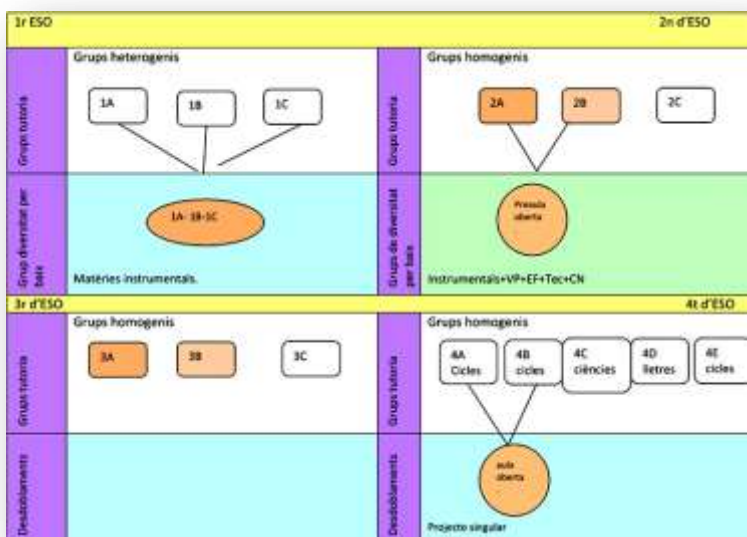 1r ESO
2n d'ESO
Grups tutoria
Grups heterogenis
1A
1B
1C
Grups tutoria
Grups homogenis
2A
2B
2C
Grup diversitat per
baix
1A- 1B-1C
Matèries instrumentals.
Grups de diversitat
per baix
oberta
Instrumentals+VP+EF+Tec+CN
3r d'ESO
4t d'ESO
Grups tutoria
Grups homogenis
3A
3B
3C
Grups tutoria
Grups homogenis
4A
Cicles
4B
cicles
4C
ciències
4D
lletres
4E
cicles
Desdoblaments
Desdoblaments
aula
oberta
Projecte singular